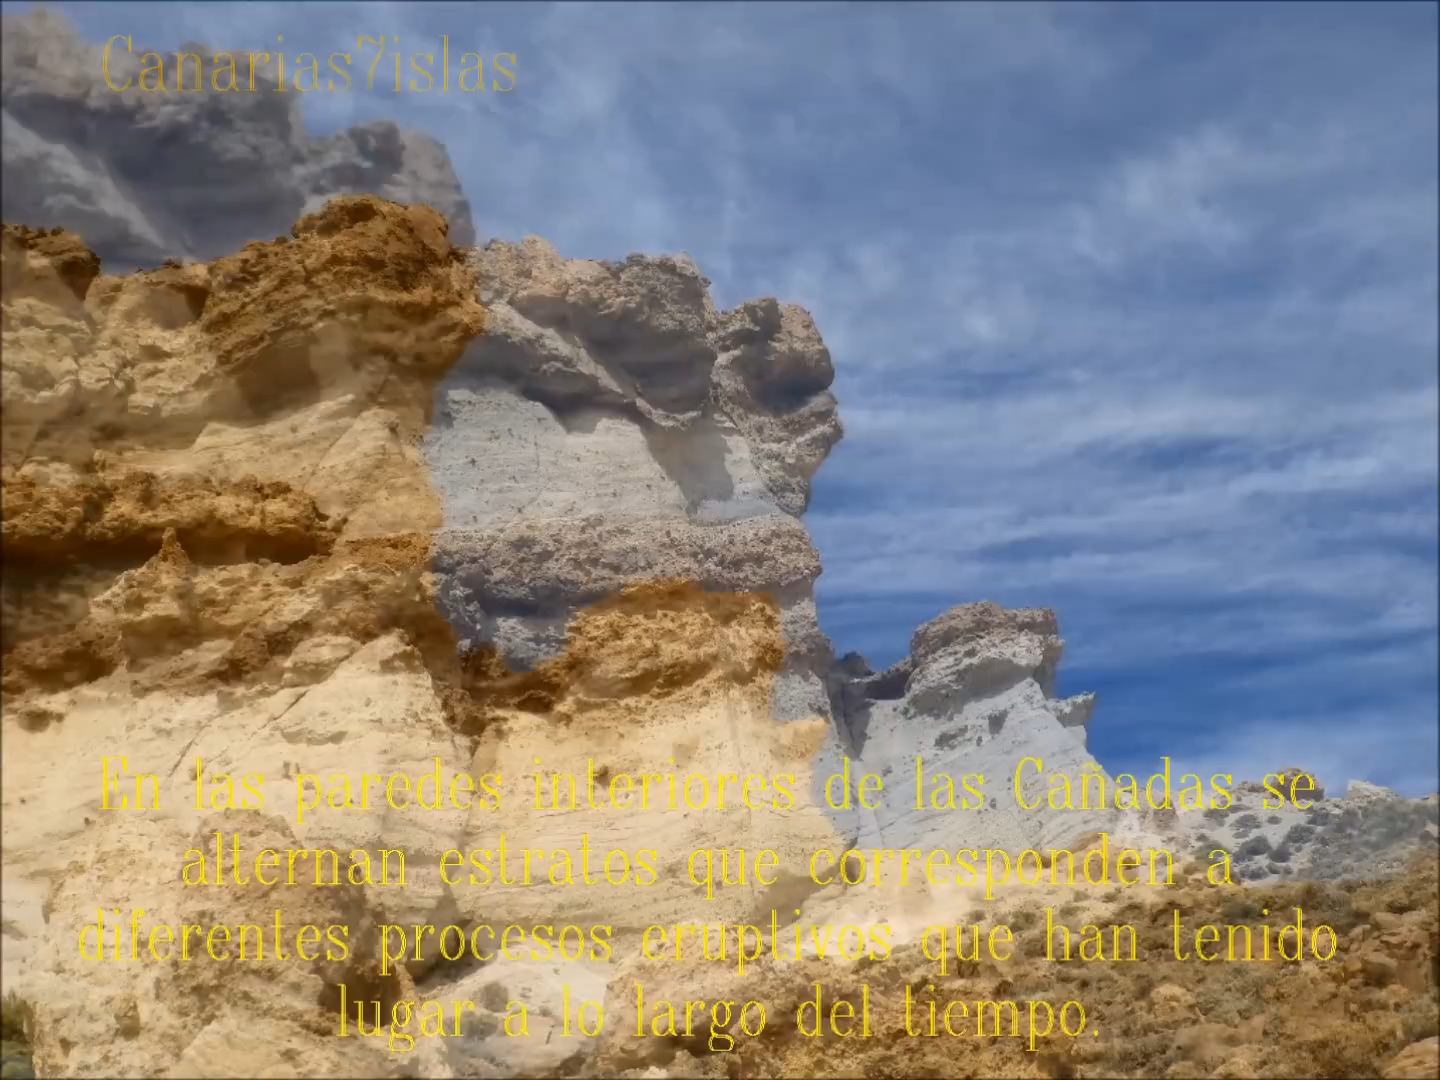 Canarias7islas
En las paredes interiores de las Cañadas se
alternan estratos que corresponden a
diferentes procesos eruptivos que han tenido
lugar a lo largo del tiempo.